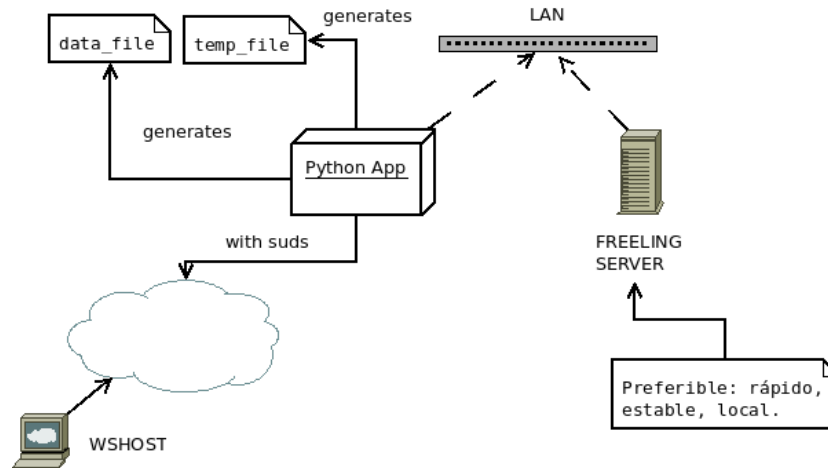 generates
LAN
data_file
temp_file
generates
Python App
with suds
FREELING
SERVER
Preferible: rápido,
estable, local.
WSHOST